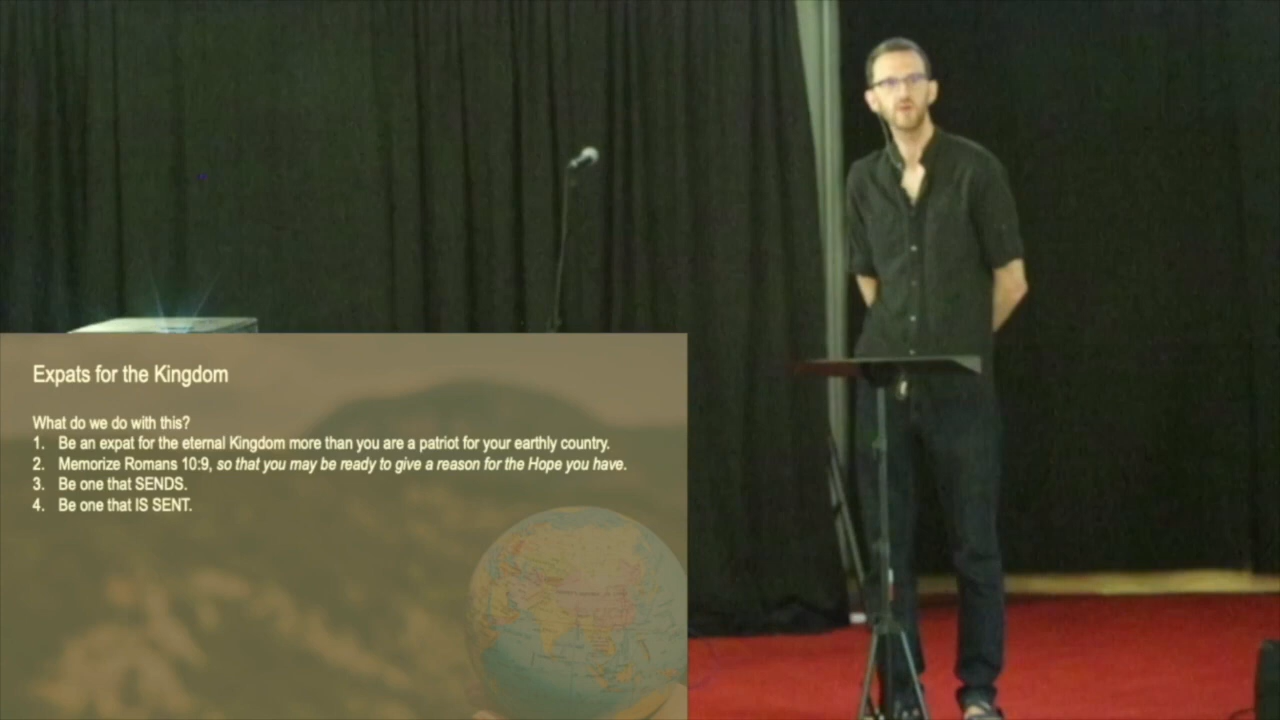 Expats for the Kingdom
What do we do with this?
1. Be an expat for the eternal Kingdom more than you are a patriot for your earthly country.
2. Memorize Romans 10:9, so that you may be ready to give a reason for the Hope you have.
3. Be one that SENDS.
4. Be one that IS SENT.